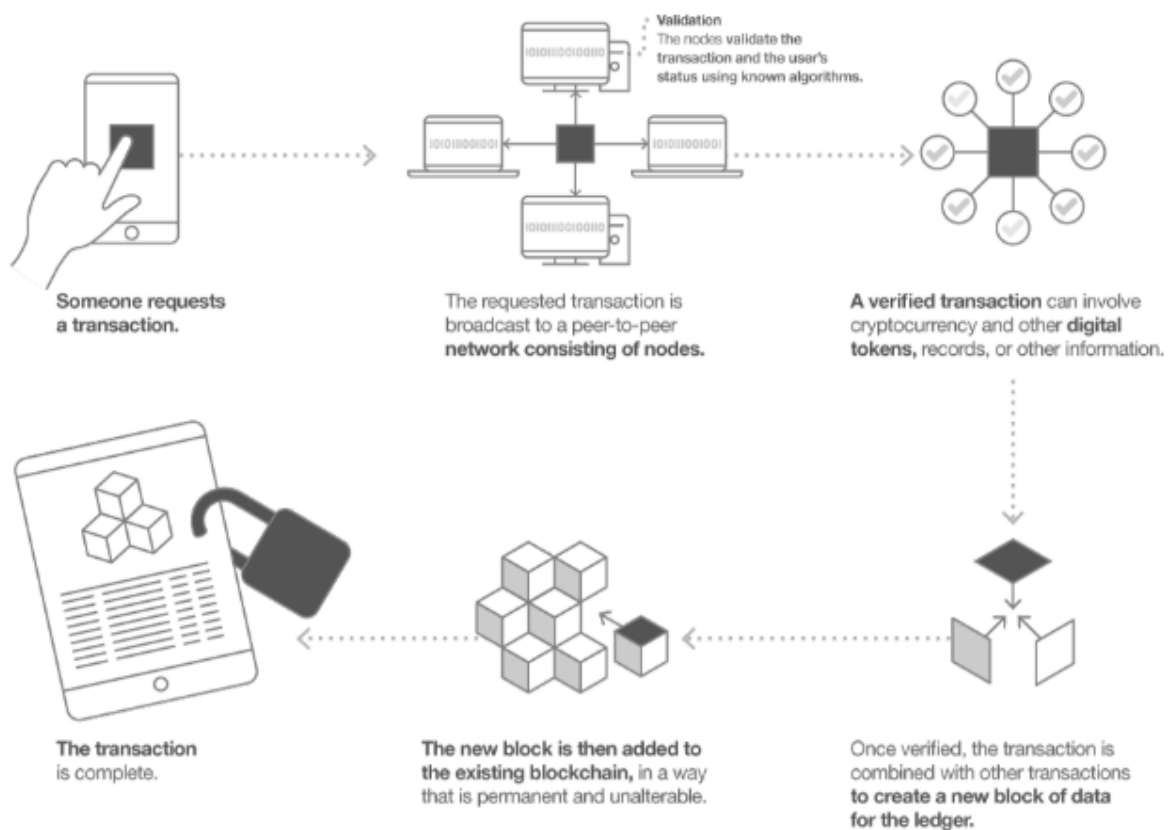 Validation
The nodes validate the
transaction and the user's
status using known algorithms.
10101110010011
1010111001001
1010111001001
10101110010011
Someone requests
a transaction.
The requested transaction is
broadcast to a peer-to-peer
network consisting of nodes.
A verified transaction can involve
cryptocurrency and other digital
tokens, records, or other information.
Once verified, the transaction is
combined with other transactions
to create a new block of data
for the ledger.
The new block is then added to
the existing blockchain, in a way
that is permanent and unalterable.
The transaction
is complete.